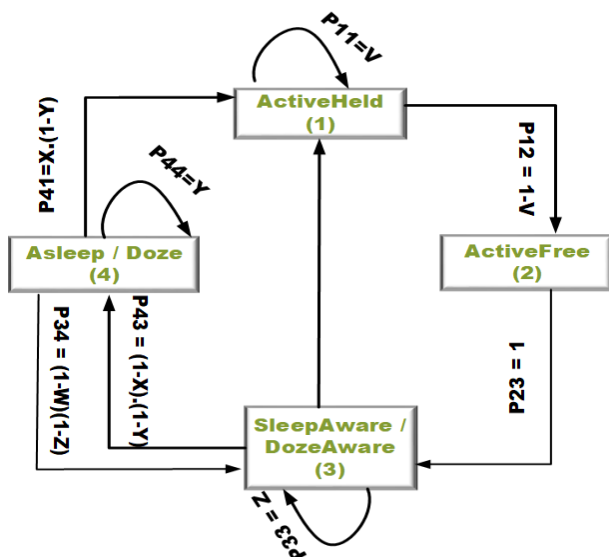 P11=V
ActiveHeld
(1)
P41=X.(1-Y)
P44=Y
P12 = 1-V
Asleep / Doze
(4)
ActiveFree
(2)
P34 = (1-W)(1-Z)
P43 = (1-X).(1-Y)
P23 = 1
SleepAware /
DozeAware
(3)
P33 = Z